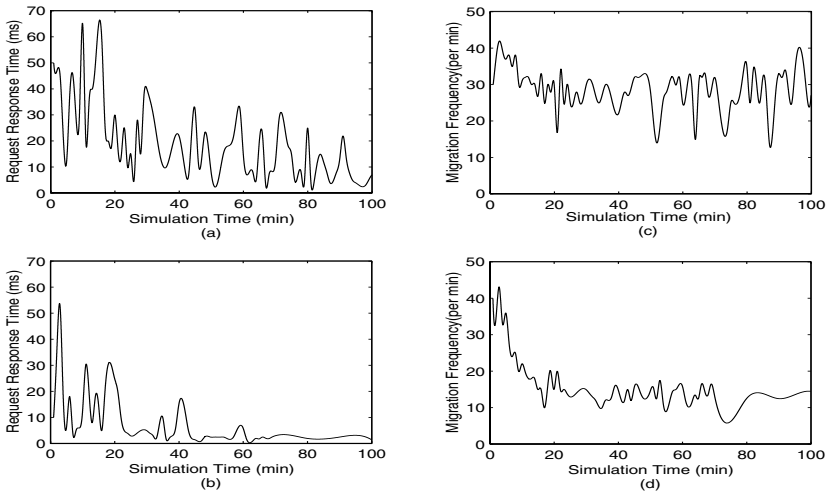 Request Response Time (ms)
70
60
50
40
30
20
10
0
0 20 40 60 80 100
Simulation Time (min)
(a)
Migration Frequency(per min)
50
40
30
20
10
0
0 20 40 60 80 100
Simulation Time (min)
(c)
Request Response Time (ms)
70
60
50
40
30
20
10
0
0 20 40 60 80 100
Simulation Time (min)
(b)
Migration Frequency(per min)
50
40
30
20
10
0
0 20 40 60 80 100
Simulation Time (min)
(d)